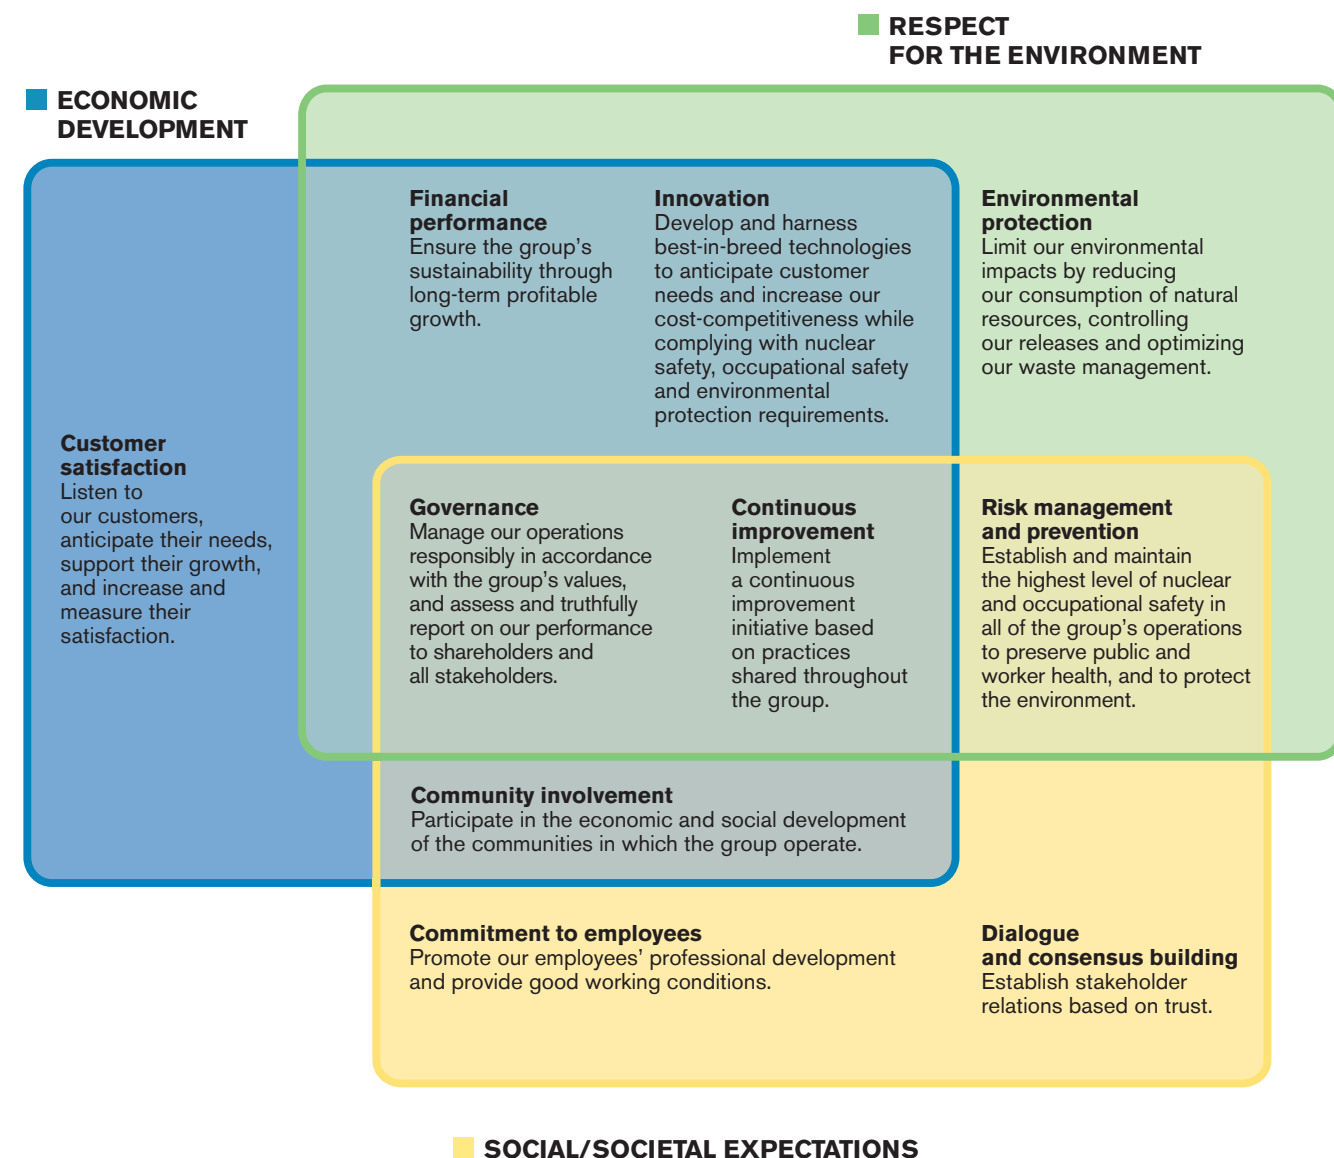 RESPECT
FOR THE ENVIRONMENT
ECONOMIC
DEVELOPMENT
Financial
performance
Ensure the group's
sustainability through
long-term profitable
growth.
Innovation
Develop and harness
best-in-breed technologies
to anticipate customer
needs and increase our
cost-competitiveness while
complying with nuclear
safety, occupational safety
and environmental
protection requirements.
Environmental
protection
Limit our environmental
impacts by reducing
our consumption of natural
resources, controlling
our releases and optimizing
our waste management.
Customer
satisfaction
Listen to
our customers,
anticipate their needs,
support their growth,
and increase and
measure their
satisfaction.
Governance
Manage our operations
responsibly in accordance
with the group's values,
and assess and truthfully
report on our performance
to shareholders and
all stakeholders.
Continuous
improvement
Implement
a continuous
improvement
initiative based
on practices
shared throughout
the group.
Risk management
and prevention
Establish and maintain
the highest level of nuclear
and occupational safety in
all of the group's operations
to preserve public and
worker health, and to protect
the environment.
Community involvement
Participate in the economic and social development
of the communities in which the group operate.
Commitment to employees
Promote our employees' professional development
and provide good working conditions.
Dialogue
and consensus building
Establish stakeholder
relations based on trust.
SOCIAL/SOCIETAL EXPECTATIONS